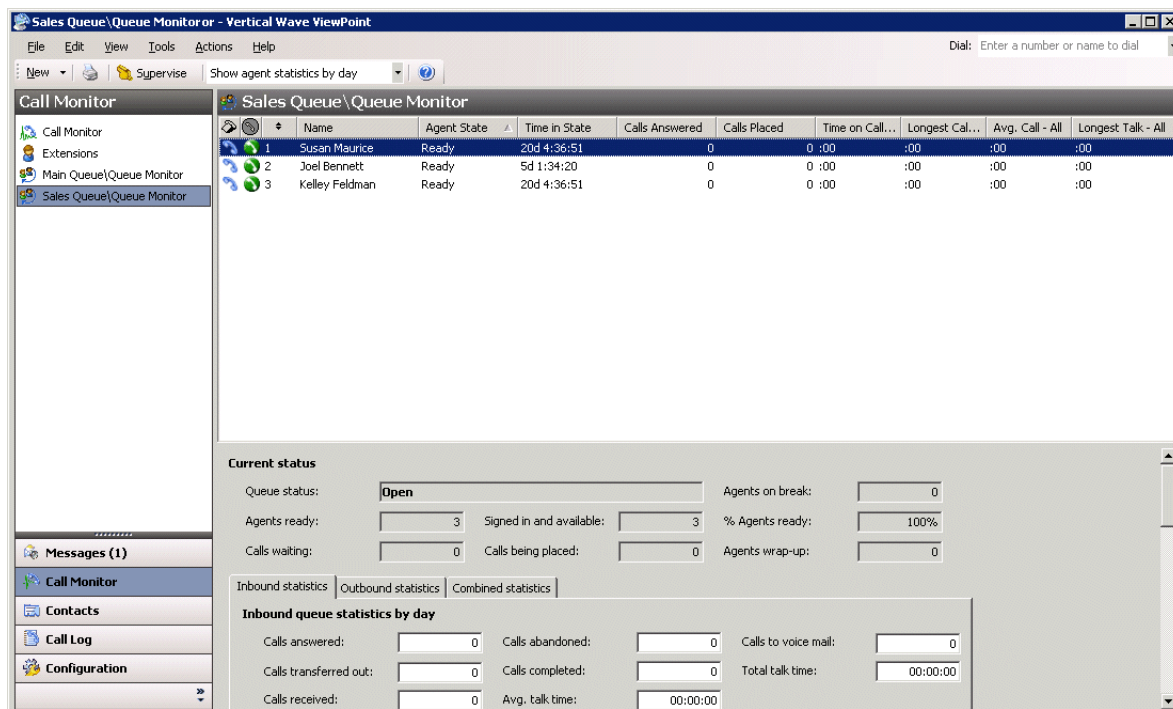 Sales Queue\Queue Monitoror - Vertical Wave ViewPoint
File Edit View Tools Actions Help Dial: Enter a number or name to dial
New Supervise Show agent statistics by day
Call Monitor
Call Monitor
Extensions
Main Queue\Queue Monitor
Sales Queue\Queue Monitor
Messages (1)
Call Monitor
Contacts
Call Log
Configuration
Sales Queue\Queue Monitor
Name Agent State Time in State Calls Answered Calls Placed Time on Call... Longest Cal... Avg. Call - All Longest Talk - All
1 Susan Maurice Ready 20d 4:36:51 0 0 :00 :00 :00 :00
2 Joel Bennett Ready 5d 1:34:20 0 0 :00 :00 :00 :00
3 Kelley Feldman Ready 20d 4:36:51 0 0 :00 :00 :00 :00
Current status
Queue status: Open Agents on break: 0
Agents ready: 3 Signed in and available: 3 % Agents ready: 100%
Calls waiting: 0 Calls being placed: 0 Agents wrap-up: 0
Inbound statistics Outbound statistics Combined statistics
Inbound queue statistics by day
Calls answered: 0 Calls abandoned: 0 Calls to voice mail: 0
Calls transferred out: 0 Calls completed: 0 Total talk time: 00:00:00
Calls received: 0 Avg. talk time: 00:00:00